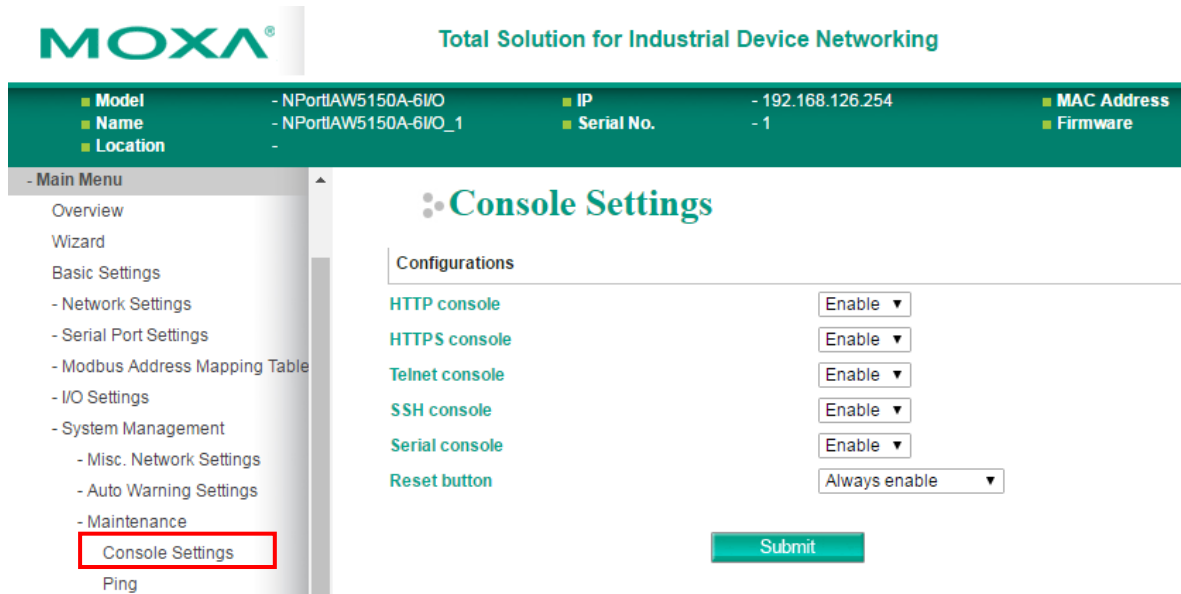 MOXA®
Total Solution for Industrial Device Networking
Model - NPortIAW5150A-6I/O IP - 192.168.126.254 MAC Address
Name - NPortIAW5150A-6I/O_1 Serial No. - 1 Firmware
Location -
- Main Menu
Overview
Wizard
Basic Settings
- Network Settings
- Serial Port Settings
- Modbus Address Mapping Table
- I/O Settings
- System Management
- Misc. Network Settings
- Auto Warning Settings
- Maintenance
Console Settings
Ping
Console Settings
Configurations
HTTP console Enable
HTTPS console Enable
Telnet console Enable
SSH console Enable
Serial console Enable
Reset button Always enable
Submit